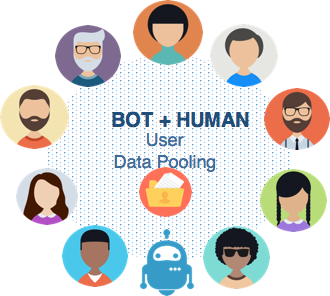 BOT + HUMAN
User
Data Pooling